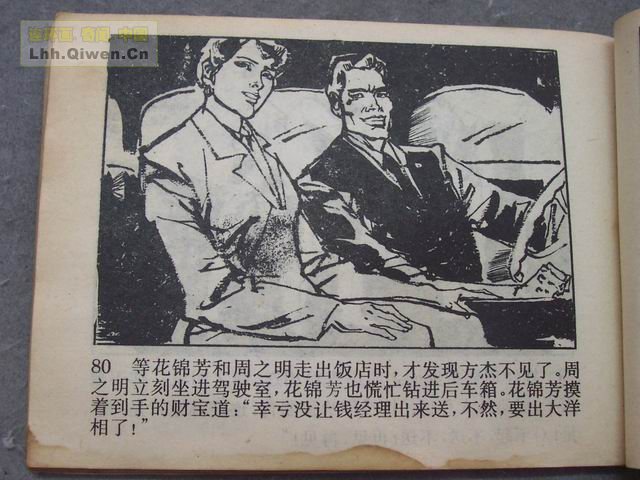 连环画 奇闻 中国
Lhh.Qiwen.Cn
80 等花锦芳和周之明走出饭店时,才发现方杰不见了。周
之明立刻坐进驾驶室,花锦芳也慌忙钻进后车箱。花锦芳摸
着到手的财宝道:“幸亏没让钱经理出来送,不然,要出大洋
相了!”